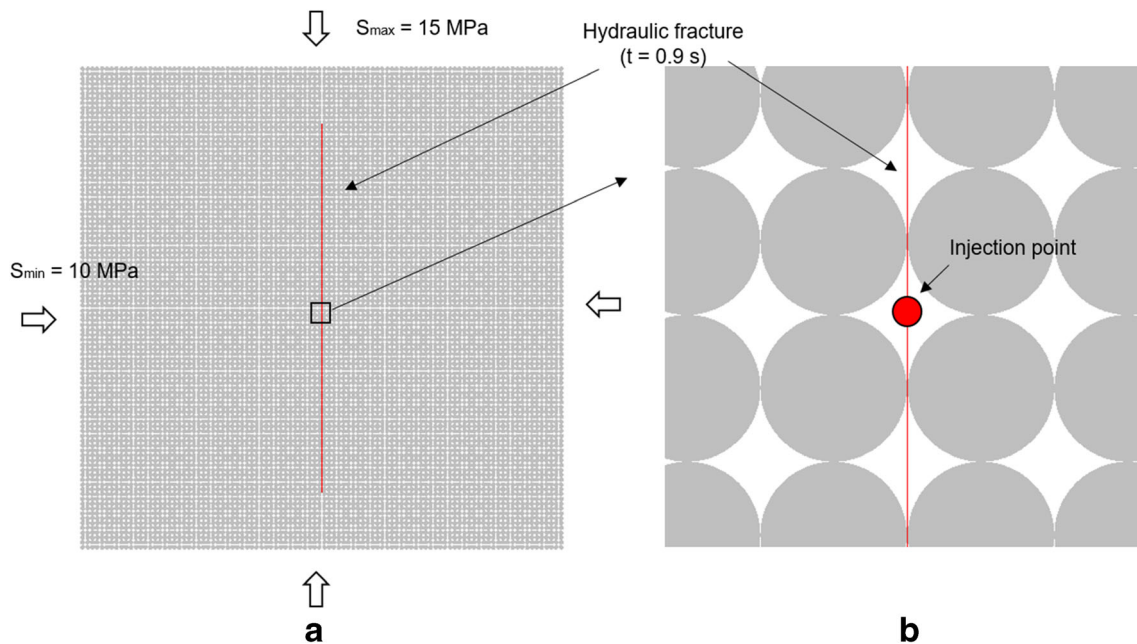 Smax = 15 MPa
Hydraulic fracture
(t = 0.9 s)
Smin = 10 MPa
Injection point
a
b